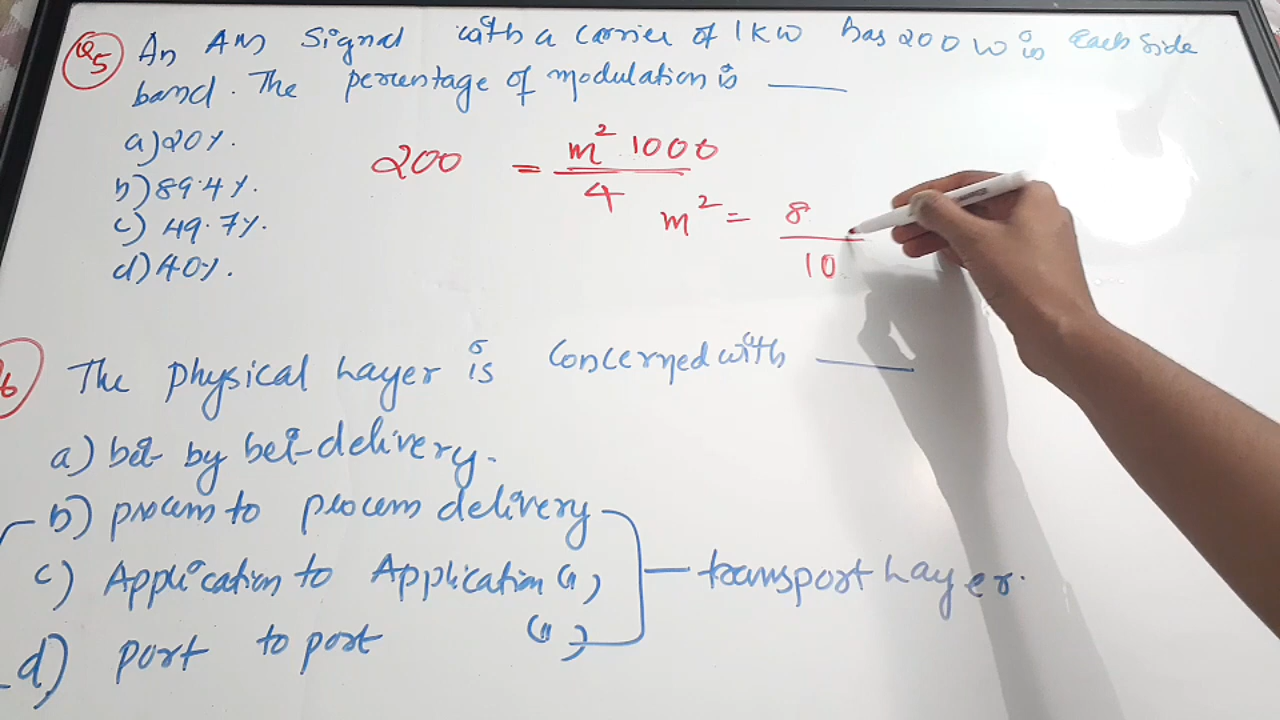 Q5 An AM Signal with a carrier of 1KW has 200 W in Each Side
band. The percentage of modulation is ____
a) 20%.
b) 89.4%.
c) 49.7%.
d) 40%.
200 = m² 1000 / 4
m² = 8 / 10
6 The physical Layer is concerned with ____
a) bit by bit delivery.
b) process to process delivery
c) Application to Application (")
d) port to port (")
transport Layer.